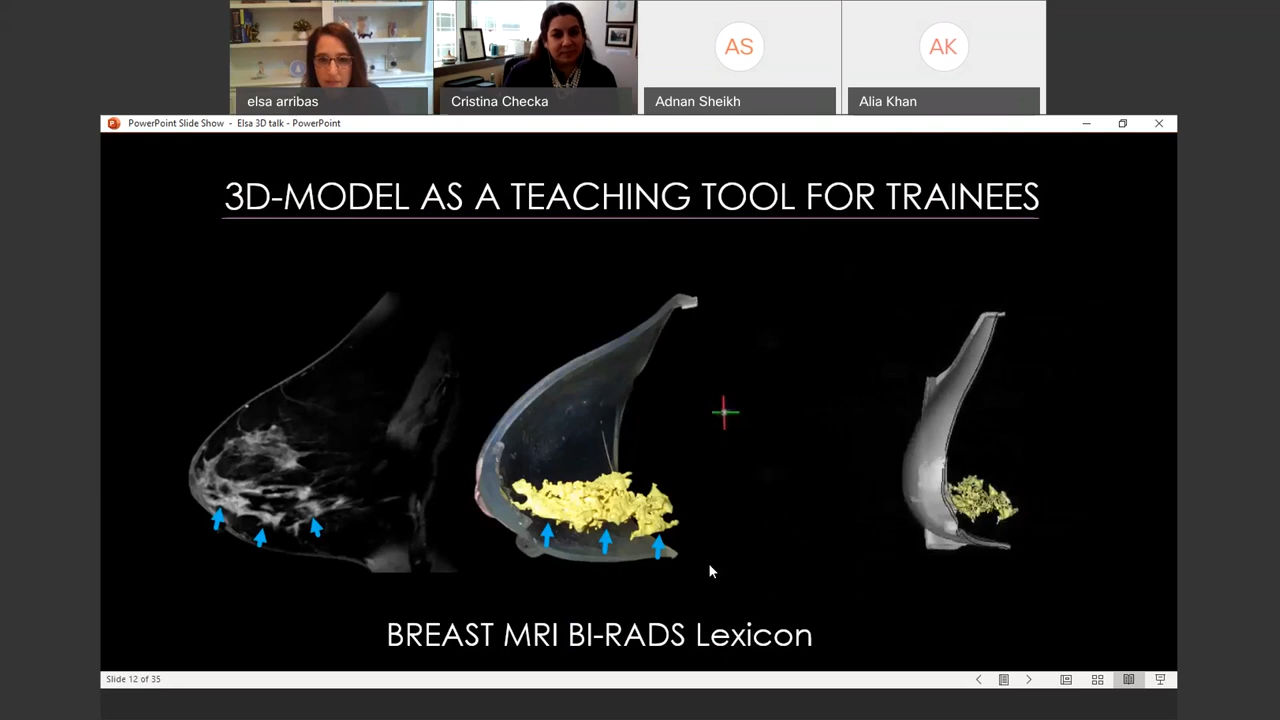 AS
AK
elsa arribas
Cristina Checka
Adnan Sheikh
Alia Khan
PowerPoint Slide Show - Elsa 3D talk - PowerPoint
3D-MODEL AS A TEACHING TOOL FOR TRAINEES
BREAST MRI BI-RADS Lexicon
Slide 12 of 35